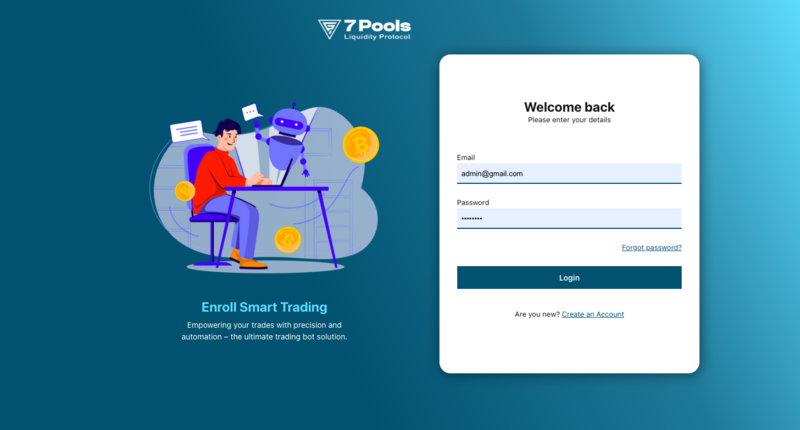 7 Pools
Liquidity Protocol
Welcome back
Please enter your details
Email
admin@gmail.com
Password
••••••••
Forgot password?
Login
Are you new? Create an Account
Enroll Smart Trading
Empowering your trades with precision and
automation – the ultimate trading bot solution.